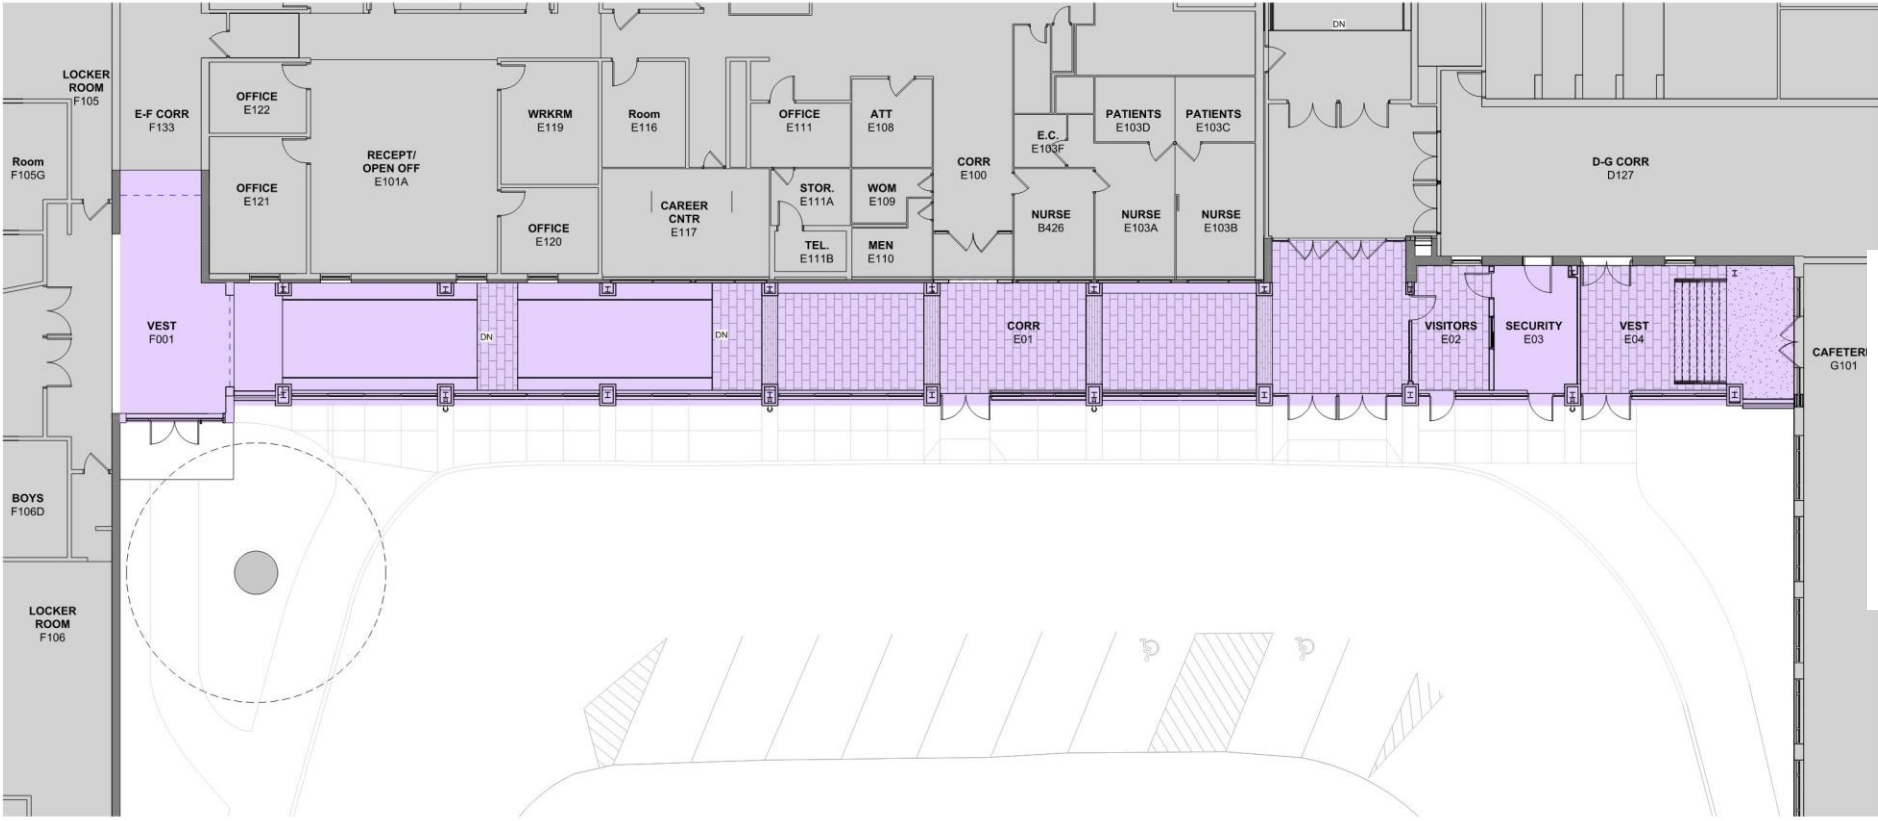 DN
LOCKER
ROOM
F105
E-F CORR
F133
OFFICE
E122
WRKRM
E119
Room
E116
OFFICE
E111
ATT
E108
PATIENTS
E103D
PATIENTS
E103C
E.C.
E103F
Room
F105G
RECEPT/
OPEN OFF
E101A
CORR
E100
D-G CORR
D127
OFFICE
E121
CAREER
CNTR
E117
STOR.
E111A
WOM
E109
OFFICE
E120
TEL.
E111B
MEN
E110
NURSE
B426
NURSE
E103A
NURSE
E103B
VEST
F001
DN
DN
CORR
E01
VISITORS
E02
SECURITY
E03
VEST
E04
CAFETERI
G101
BOYS
F106D
LOCKER
ROOM
F106